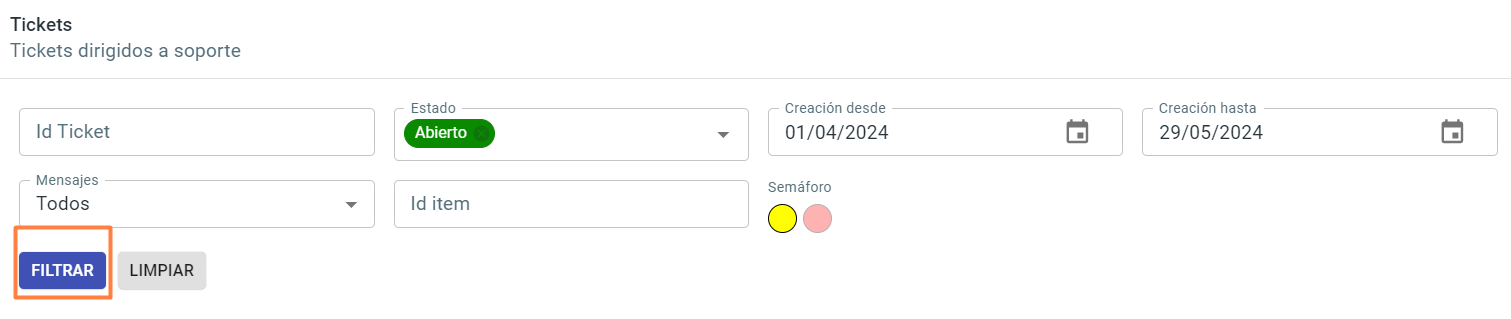 Tickets
Tickets dirigidos a soporte
Id Ticket
Estado
Abierto
Creación desde
01/04/2024
Creación hasta
29/05/2024
Mensajes
Todos
Id item
Semáforo
FILTRAR
LIMPIAR